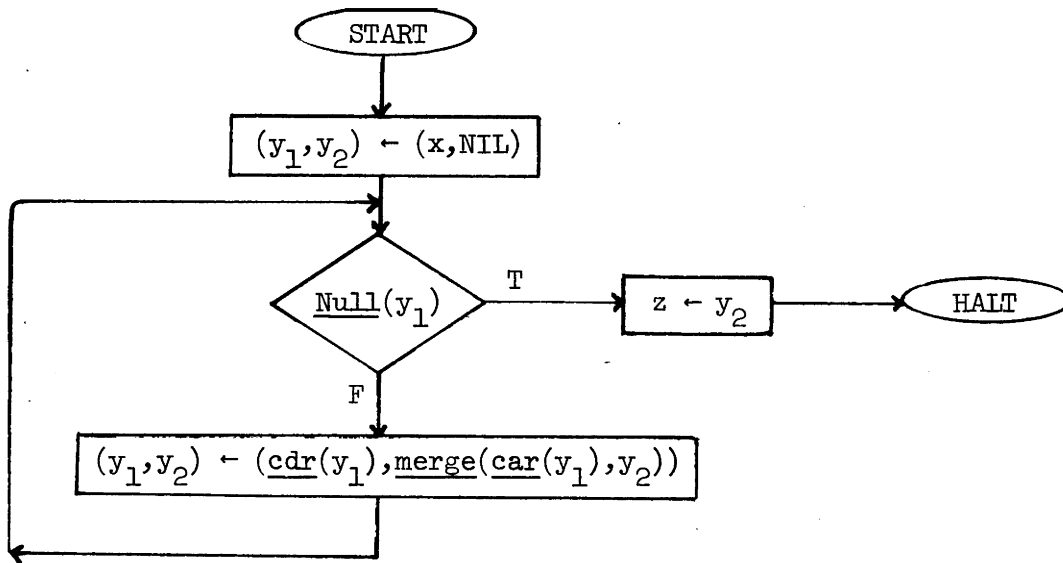 START
(y₁,y₂) ← (x,NIL)
Null(y₁)
T
z ← y₂
HALT
F
(y₁,y₂) ← (cdr(y₁),merge(car(y₁),y₂))